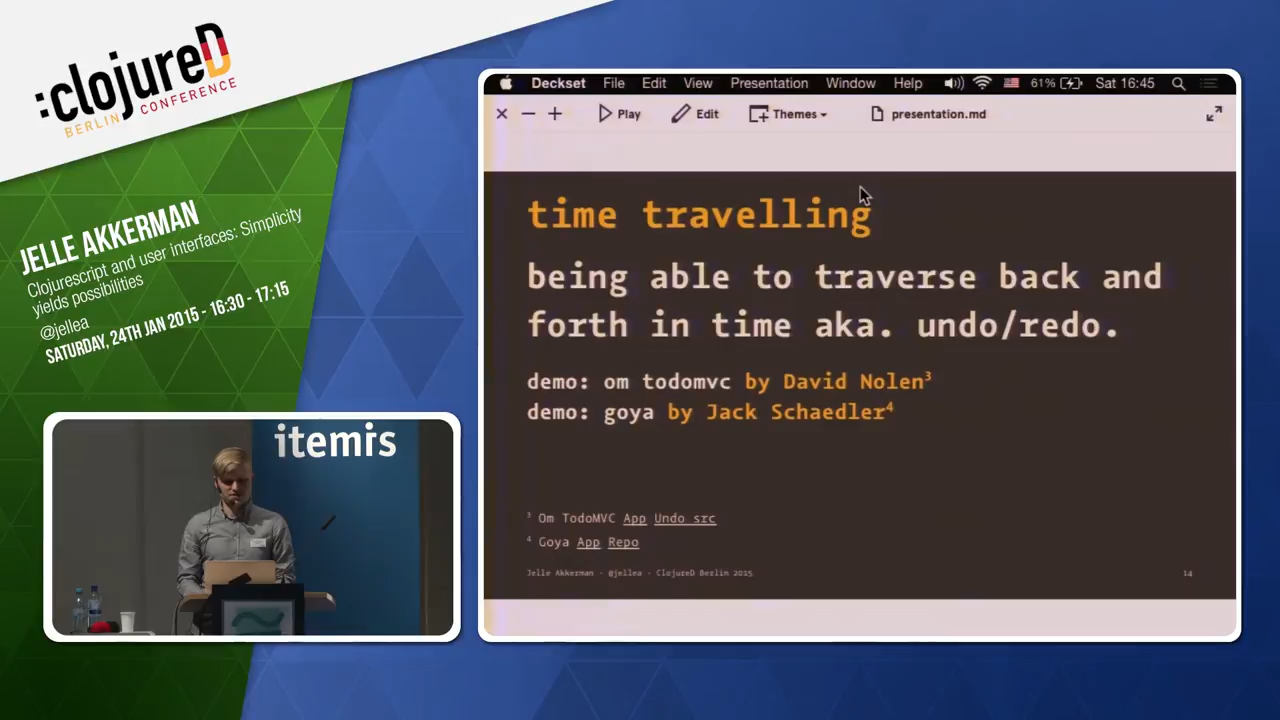 :clojureD
BERLIN CONFERENCE
JELLE AKKERMAN
Clojurescript and user interfaces: Simplicity
yields possibilities
@jellea
SATURDAY, 24TH JAN 2015 - 16:30 - 17:15
itemis
Deckset File Edit View Presentation Window Help 61% Sat 16:45
Play Edit Themes presentation.md
time travelling
being able to traverse back and
forth in time aka. undo/redo.
demo: om todomvc by David Nolen³
demo: goya by Jack Schaedler⁴
³ Om TodoMVC App Undo src
⁴ Goya App Repo
Jelle Akkerman - @jellea - ClojureD Berlin 2015
14